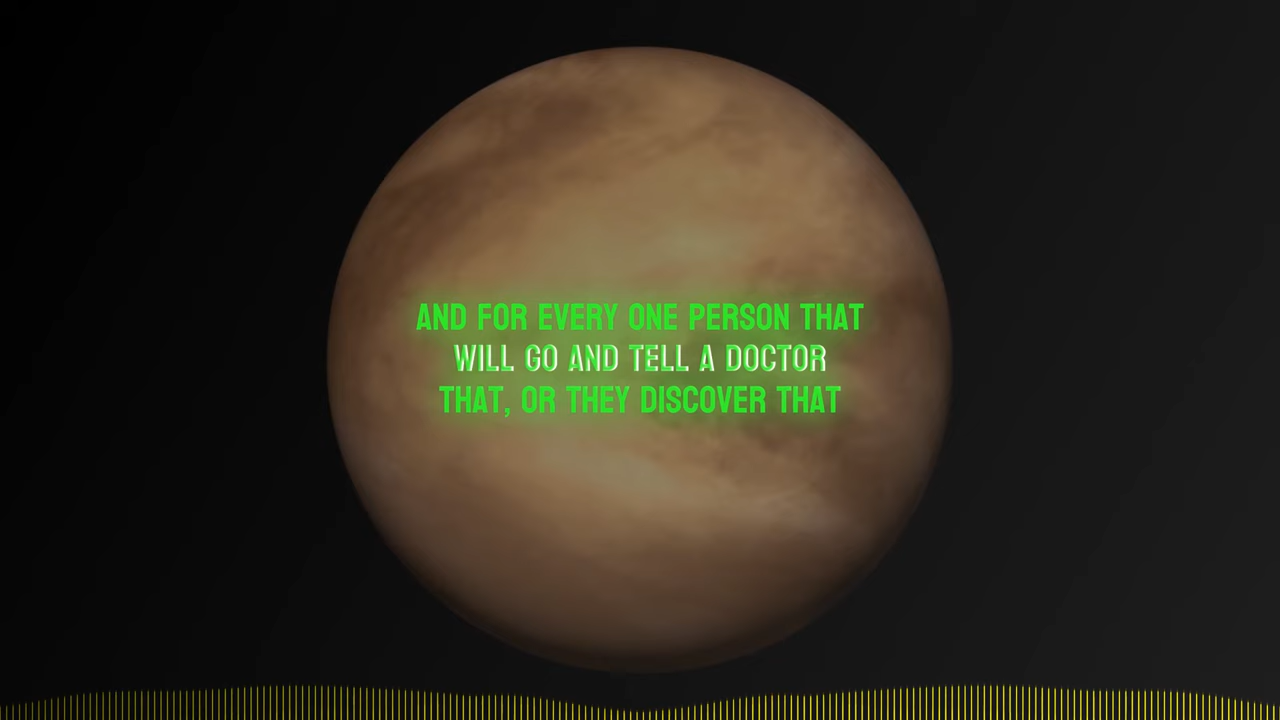 AND FOR EVERY ONE PERSON THAT
WILL GO AND TELL A DOCTOR
THAT, OR THEY DISCOVER THAT